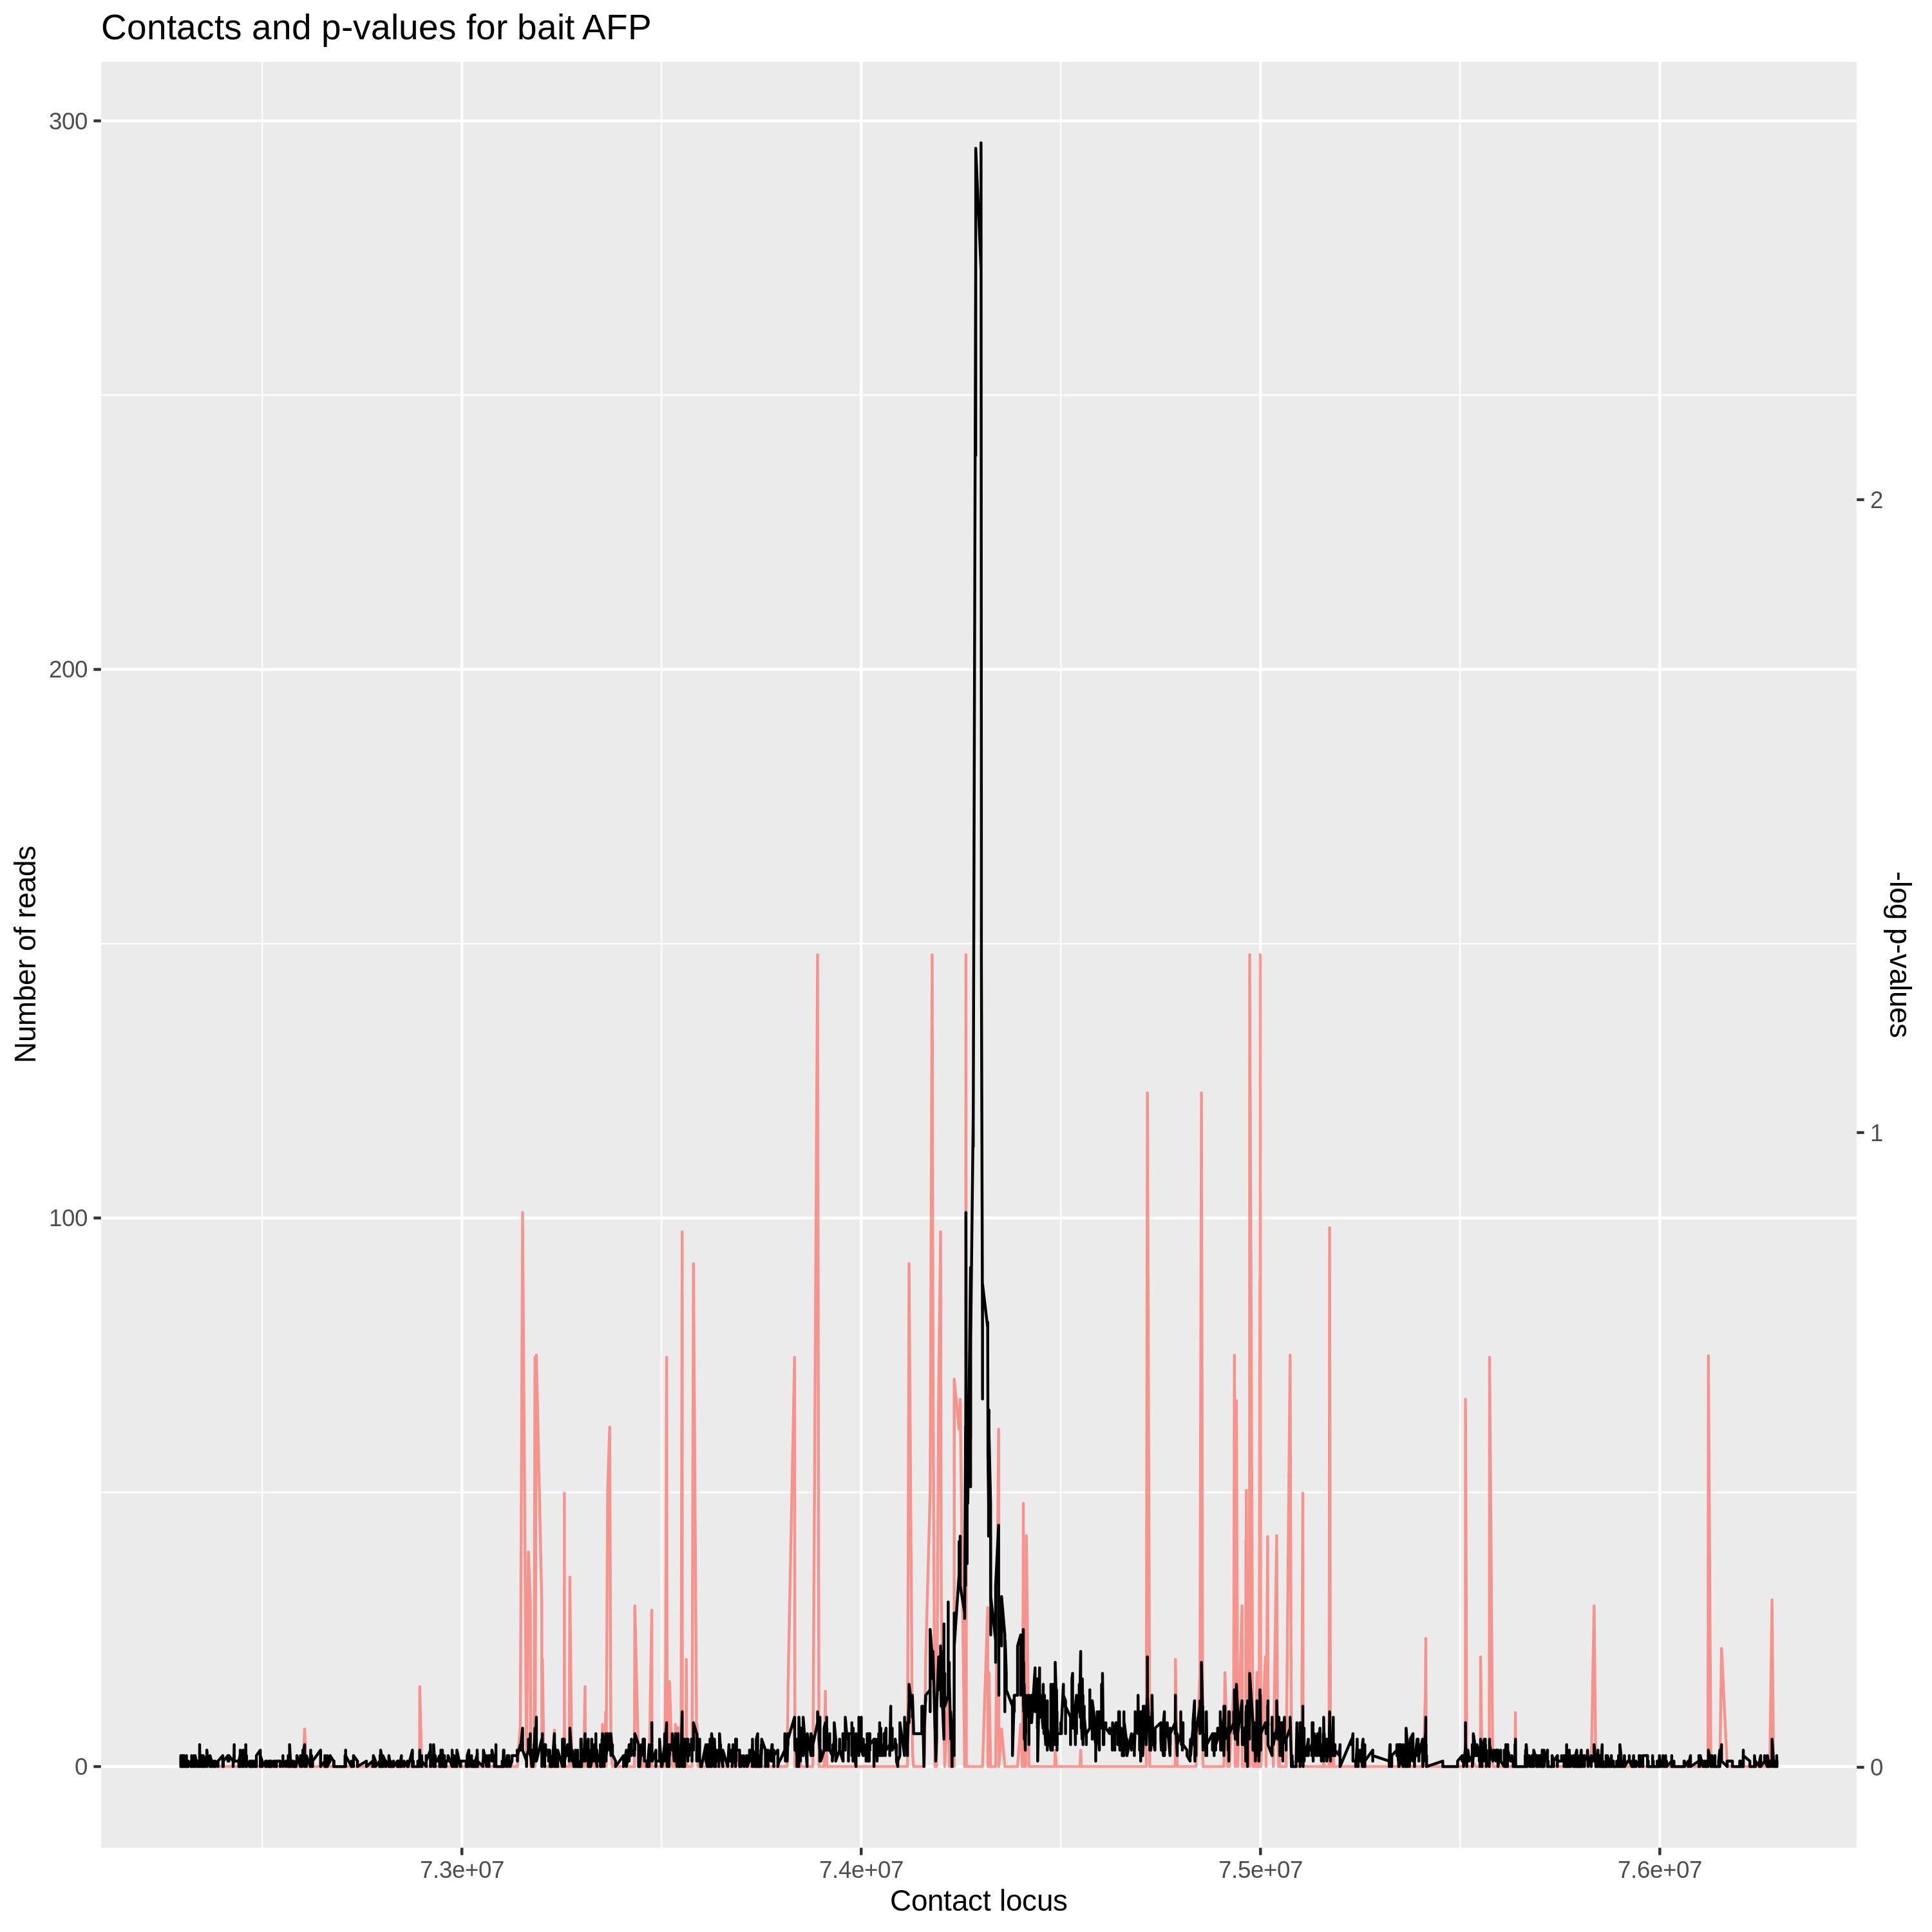 Contacts and p-values for bait AFP
300
200
100
0
Number of reads
2
1
0
-log p-values
7.3e+07
7.4e+07
7.5e+07
7.6e+07
Contact locus